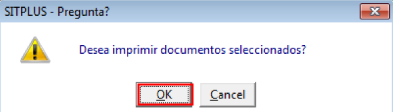 SITPLUS - Pregunta?
Desea imprimir documentos seleccionados?
OK Cancel